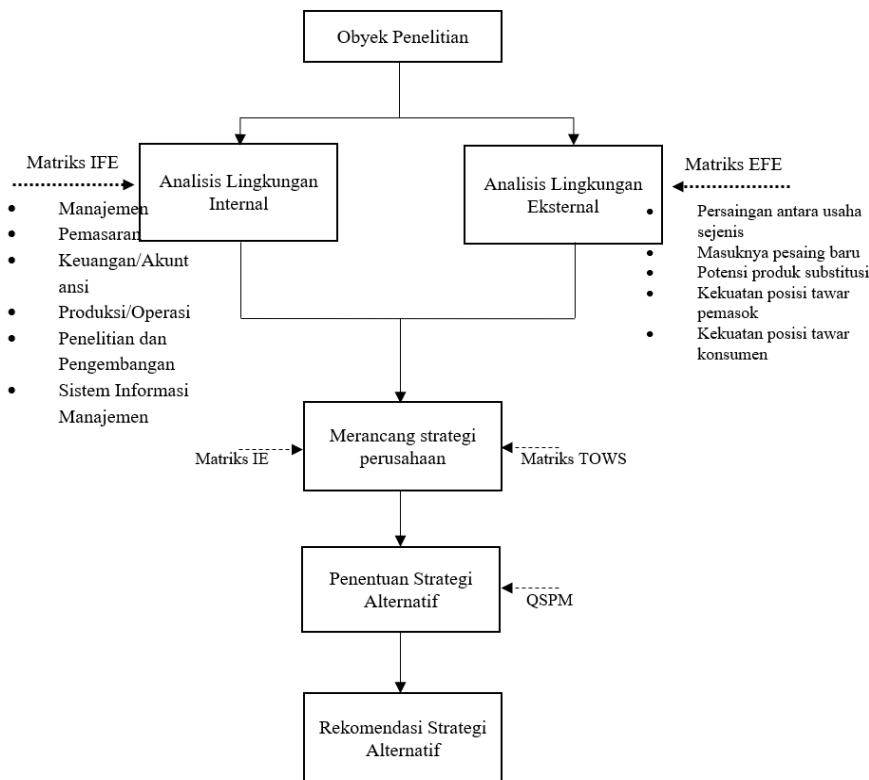 Obyek Penelitian
Matriks IFE
Analisis Lingkungan
Internal
• Manajemen
• Pemasaran
• Keuangan/Akunt
ansi
• Produksi/Operasi
• Penelitian dan
Pengembangan
• Sistem Informasi
Manajemen
Analisis Lingkungan
Eksternal
Matriks EFE
• Persaingan antara usaha
sejenis
• Masuknya pesaing baru
• Potensi produk substitusi
• Kekuatan posisi tawar
pemasok
• Kekuatan posisi tawar
konsumen
Merancang strategi
perusahaan
Matriks IE
Matriks TOWS
Penentuan Strategi
Alternatif
QSPM
Rekomendasi Strategi
Alternatif